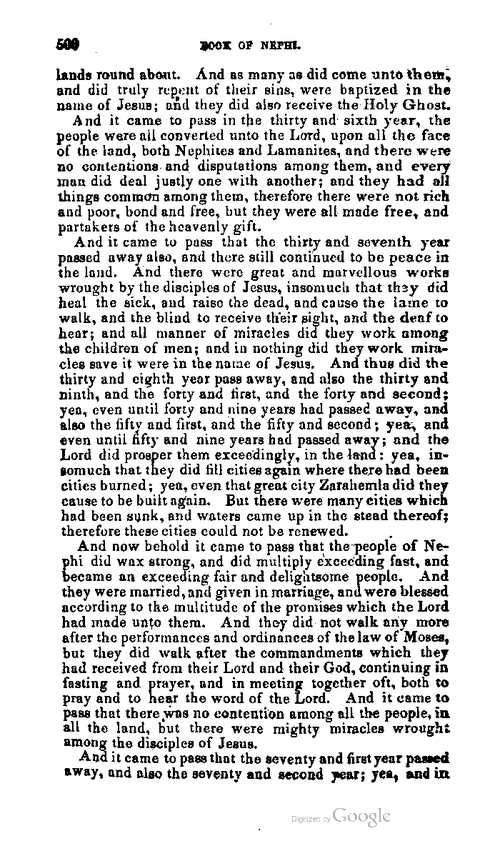 500 BOOK OF NEPHI.
lands round about. And as many as did come unto them,
and did truly repent of their sins, were baptized in the
name of Jesus; and they did also receive the Holy Ghost.
And it came to pass in the thirty and sixth year, the
people were all converted unto the Lord, upon all the face
of the land, both Nephites and Lamanites, and there were
no contentions and disputations among them, and every
man did deal justly one with another; and they had all
things common among them, therefore there were not rich
and poor, bond and free, but they were all made free, and
partakers of the heavenly gift.
And it came to pass that the thirty and seventh year
passed away also, and there still continued to be peace in
the land. And there were great and marvellous works
wrought by the disciples of Jesus, insomuch that they did
heal the sick, and raise the dead, and cause the lame to
walk, and the blind to receive their sight, and the deaf to
hear; and all manner of miracles did they work among
the children of men; and in nothing did they work mira-
cles save it were in the name of Jesus. And thus did the
thirty and eighth year pass away, and also the thirty and
ninth, and the forty and first, and the forty and second;
yea, even until forty and nine years had passed away, and
also the fifty and first, and the fifty and second; yea, and
even until fifty and nine years had passed away; and the
Lord did prosper them exceedingly, in the land: yea, in-
somuch that they did fill cities again where there had been
cities burned; yea, even that great city Zarahemla did they
cause to be built again. But there were many cities which
had been sunk, and waters came up in the stead thereof;
therefore these cities could not be renewed.
And now behold it came to pass that the people of Ne-
phi did wax strong, and did multiply exceeding fast, and
became an exceeding fair and delightsome people. And
they were married, and given in marriage, and were blessed
according to the multitude of the promises which the Lord
had made unto them. And they did not walk any more
after the performances and ordinances of the law of Moses,
but they did walk after the commandments which they
had received from their Lord and their God, continuing in
fasting and prayer, and in meeting together oft, both to
pray and to hear the word of the Lord. And it came to
pass that there was no contention among all the people, in
all the land, but there were mighty miracles wrought
among the disciples of Jesus.
And it came to pass that the seventy and first year passed
away, and also the seventy and second year; yea, and in
Digitized by Google